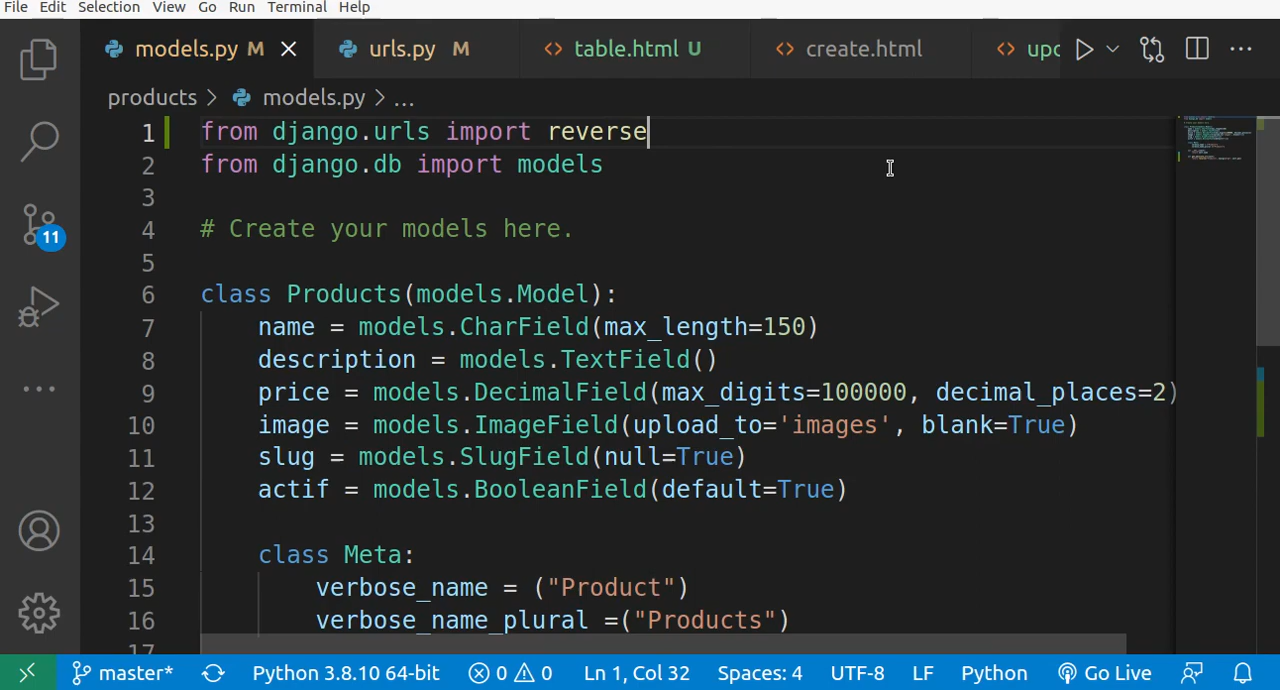 File Edit Selection View Go Run Terminal Help
models.py M urls.py M table.html U create.html
products > models.py > ...
1 from django.urls import reverse
2 from django.db import models
3
4 # Create your models here.
5
6 class Products(models.Model):
7 name = models.CharField(max_length=150)
8 description = models.TextField()
9 price = models.DecimalField(max_digits=100000, decimal_places=2)
10 image = models.ImageField(upload_to='images', blank=True)
11 slug = models.SlugField(null=True)
12 actif = models.BooleanField(default=True)
13
14 class Meta:
15 verbose_name = ("Product")
16 verbose_name_plural =("Products")
17
11
master* Python 3.8.10 64-bit 0 0 Ln 1, Col 32 Spaces: 4 UTF-8 LF Python Go Live